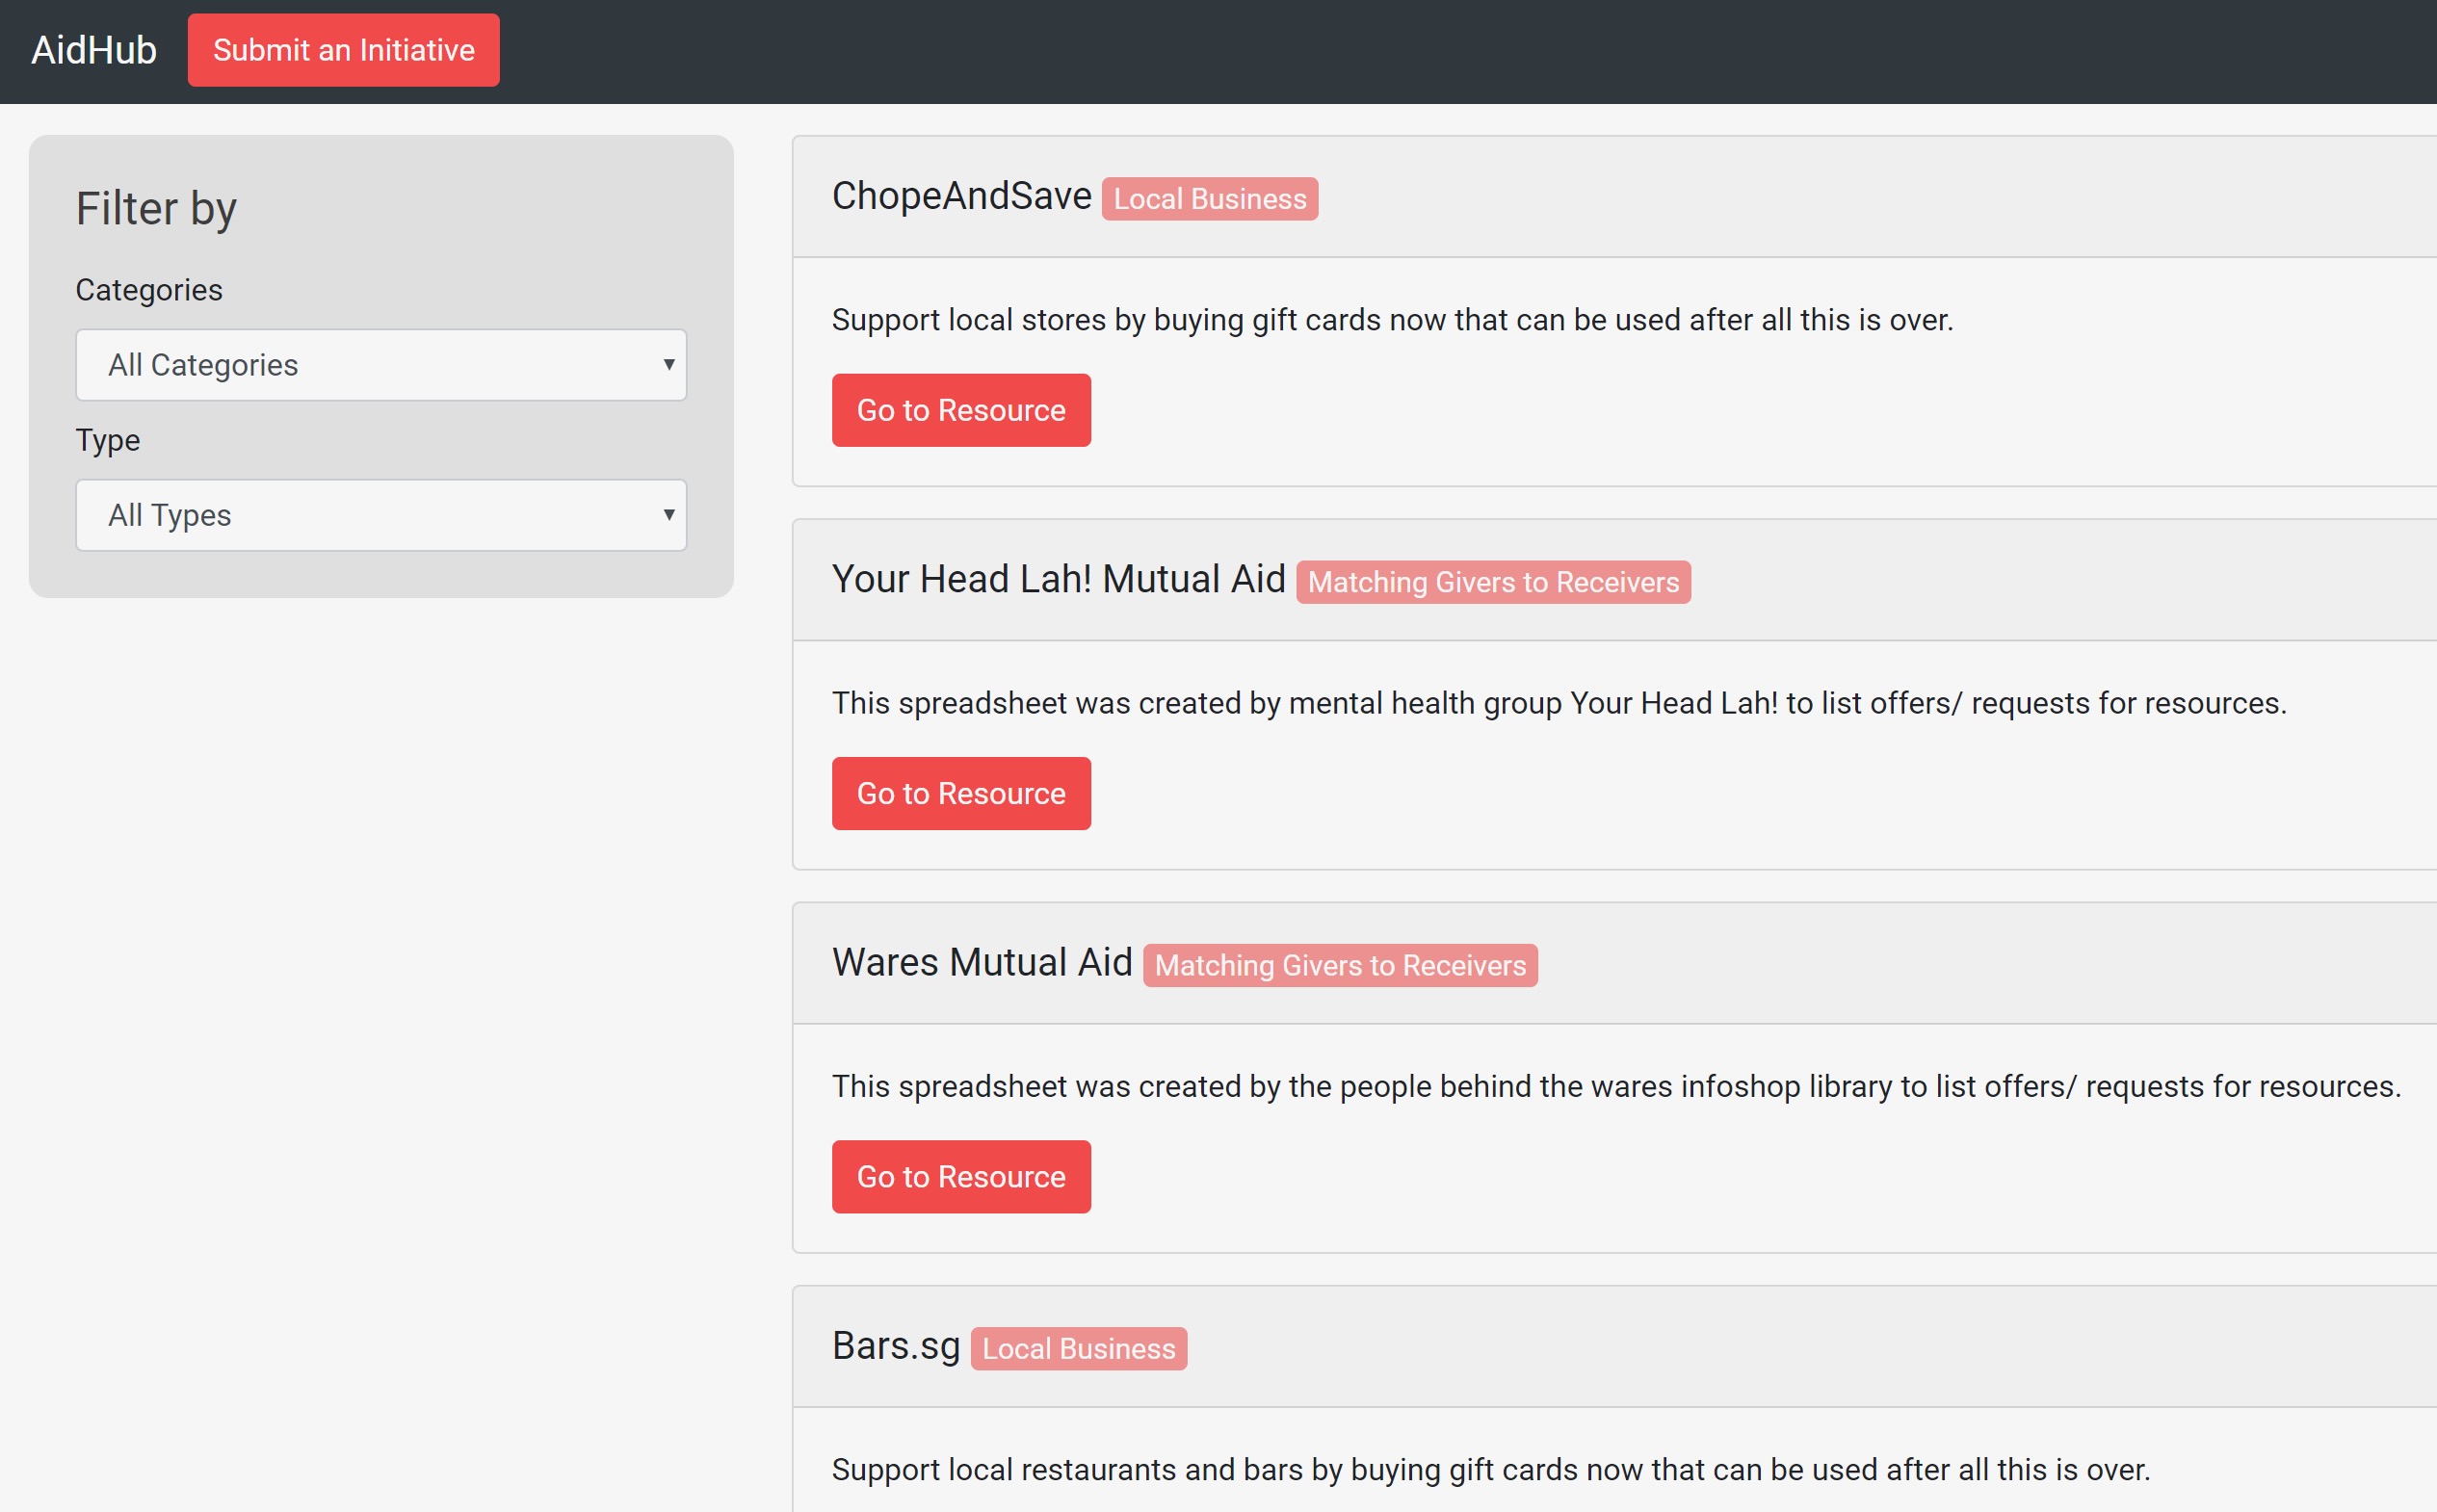 AidHub
Submit an Initiative
Filter by
Categories
All Categories
Type
All Types
ChopeAndSave Local Business
Support local stores by buying gift cards now that can be used after all this is over.
Go to Resource
Your Head Lah! Mutual Aid Matching Givers to Receivers
This spreadsheet was created by mental health group Your Head Lah! to list offers/ requests for resources.
Go to Resource
Wares Mutual Aid Matching Givers to Receivers
This spreadsheet was created by the people behind the wares infoshop library to list offers/ requests for resources.
Go to Resource
Bars.sg Local Business
Support local restaurants and bars by buying gift cards now that can be used after all this is over.